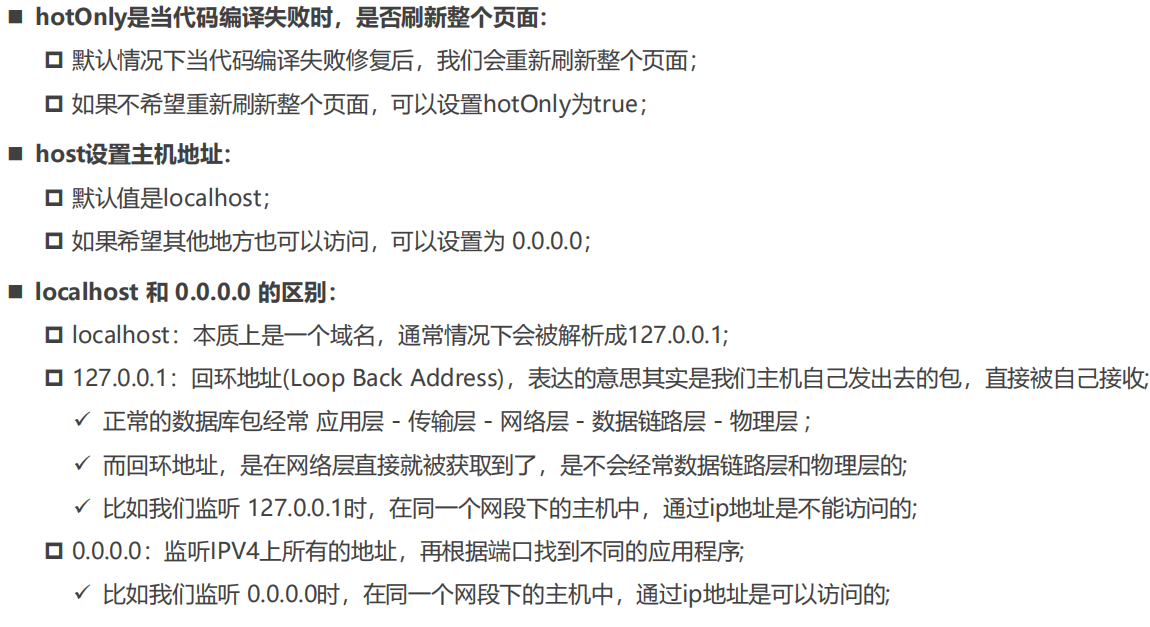 ■ hotOnly是当代码编译失败时，是否刷新整个页面：
默认情况下当代码编译失败修复后，我们会重新刷新整个页面；
如果不希望重新刷新整个页面，可以设置hotOnly为true；
■ host设置主机地址：
默认值是localhost；
如果希望其他地方也可以访问，可以设置为 0.0.0.0；
■ localhost 和 0.0.0.0 的区别：
localhost：本质上是一个域名，通常情况下会被解析成127.0.0.1;
127.0.0.1：回环地址(Loop Back Address)，表达的意思其实是我们主机自己发出去的包，直接被自己接收;
✓ 正常的数据库包经常 应用层 - 传输层 - 网络层 - 数据链路层 - 物理层 ;
✓ 而回环地址，是在网络层直接就被获取到了，是不会经常数据链路层和物理层的;
✓ 比如我们监听 127.0.0.1时，在同一个网段下的主机中，通过ip地址是不能访问的;
0.0.0.0：监听IPV4上所有的地址，再根据端口找到不同的应用程序;
✓ 比如我们监听 0.0.0.0时，在同一个网段下的主机中，通过ip地址是可以访问的;